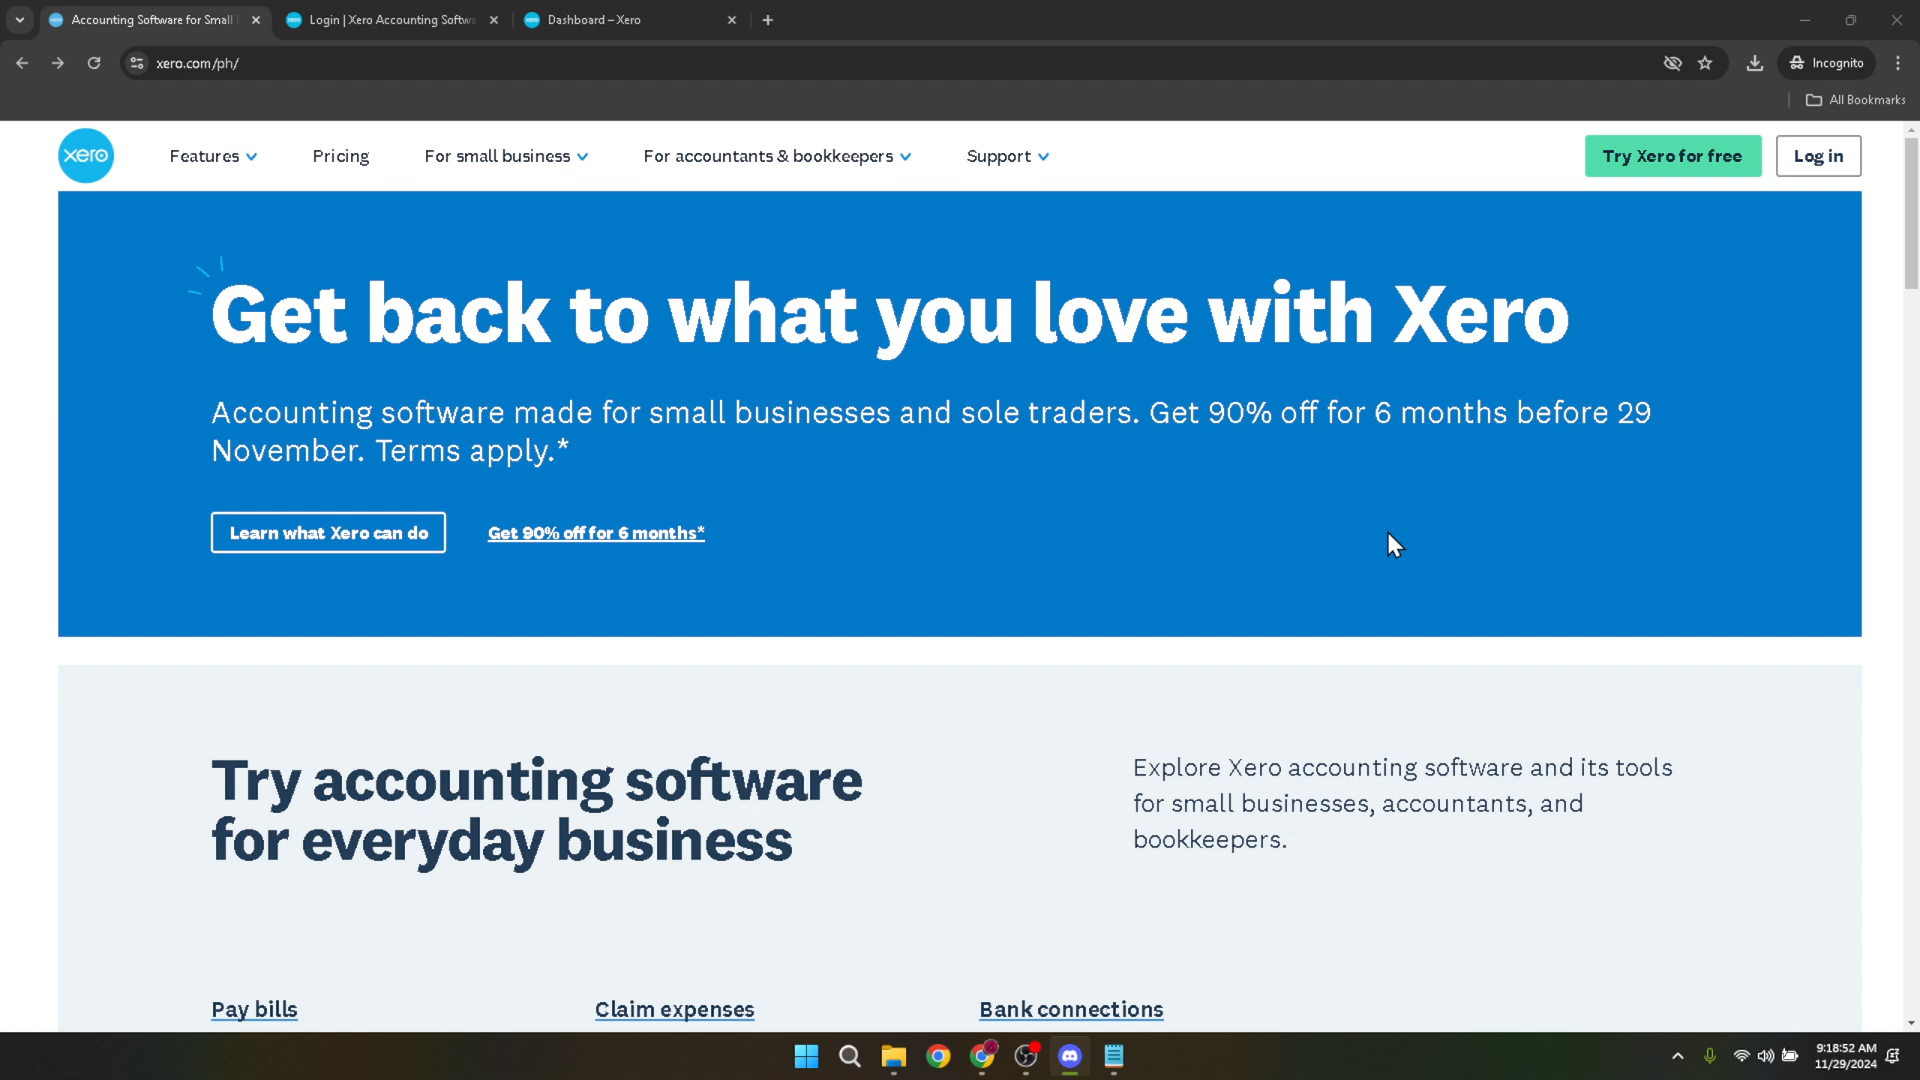 Accounting Software for Small
Login | Xero Accounting Softwa
Dashboard – Xero
xero.com/ph/
Incognito
All Bookmarks
xero
Features
Pricing
For small business
For accountants & bookkeepers
Support
Try Xero for free
Log in
Get back to what you love with Xero
Accounting software made for small businesses and sole traders. Get 90% off for 6 months before 29
November. Terms apply.*
Learn what Xero can do
Get 90% off for 6 months*
Try accounting software
for everyday business
Explore Xero accounting software and its tools
for small businesses, accountants, and
bookkeepers.
Pay bills
Claim expenses
Bank connections
9:18:52 AM
11/29/2024